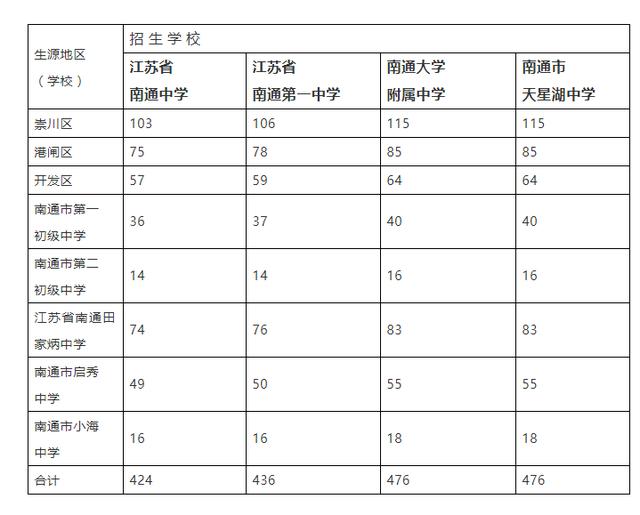 生源地区
（学校）
招生学校
江苏省
南通中学
江苏省
南通第一中学
南通大学
附属中学
南通市
天星湖中学
崇川区 103 106 115 115
港闸区 75 78 85 85
开发区 57 59 64 64
南通市第一
初级中学
36 37 40 40
南通市第二
初级中学
14 14 16 16
江苏省南通田
家炳中学
74 76 83 83
南通市启秀
中学
49 50 55 55
南通市小海
中学
16 16 18 18
合计 424 436 476 476